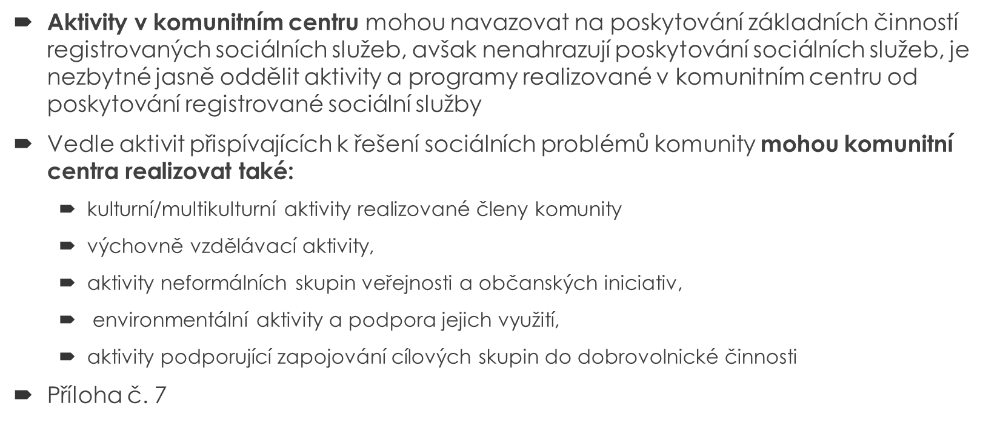 Aktivity v komunitním centru mohou navazovat na poskytování základních činností
registrovaných sociálních služeb, avšak nenahrazují poskytování sociálních služeb, je
nezbytné jasně oddělit aktivity a programy realizované v komunitním centru od
poskytování registrované sociální služby
Vedle aktivit přispívajících k řešení sociálních problémů komunity mohou komunitní
centra realizovat také:
kulturní/multikulturní aktivity realizované členy komunity
výchovně vzdělávací aktivity,
aktivity neformálních skupin veřejnosti a občanských iniciativ,
environmentální aktivity a podpora jejich využití,
aktivity podporující zapojování cílových skupin do dobrovolnické činnosti
Příloha č. 7